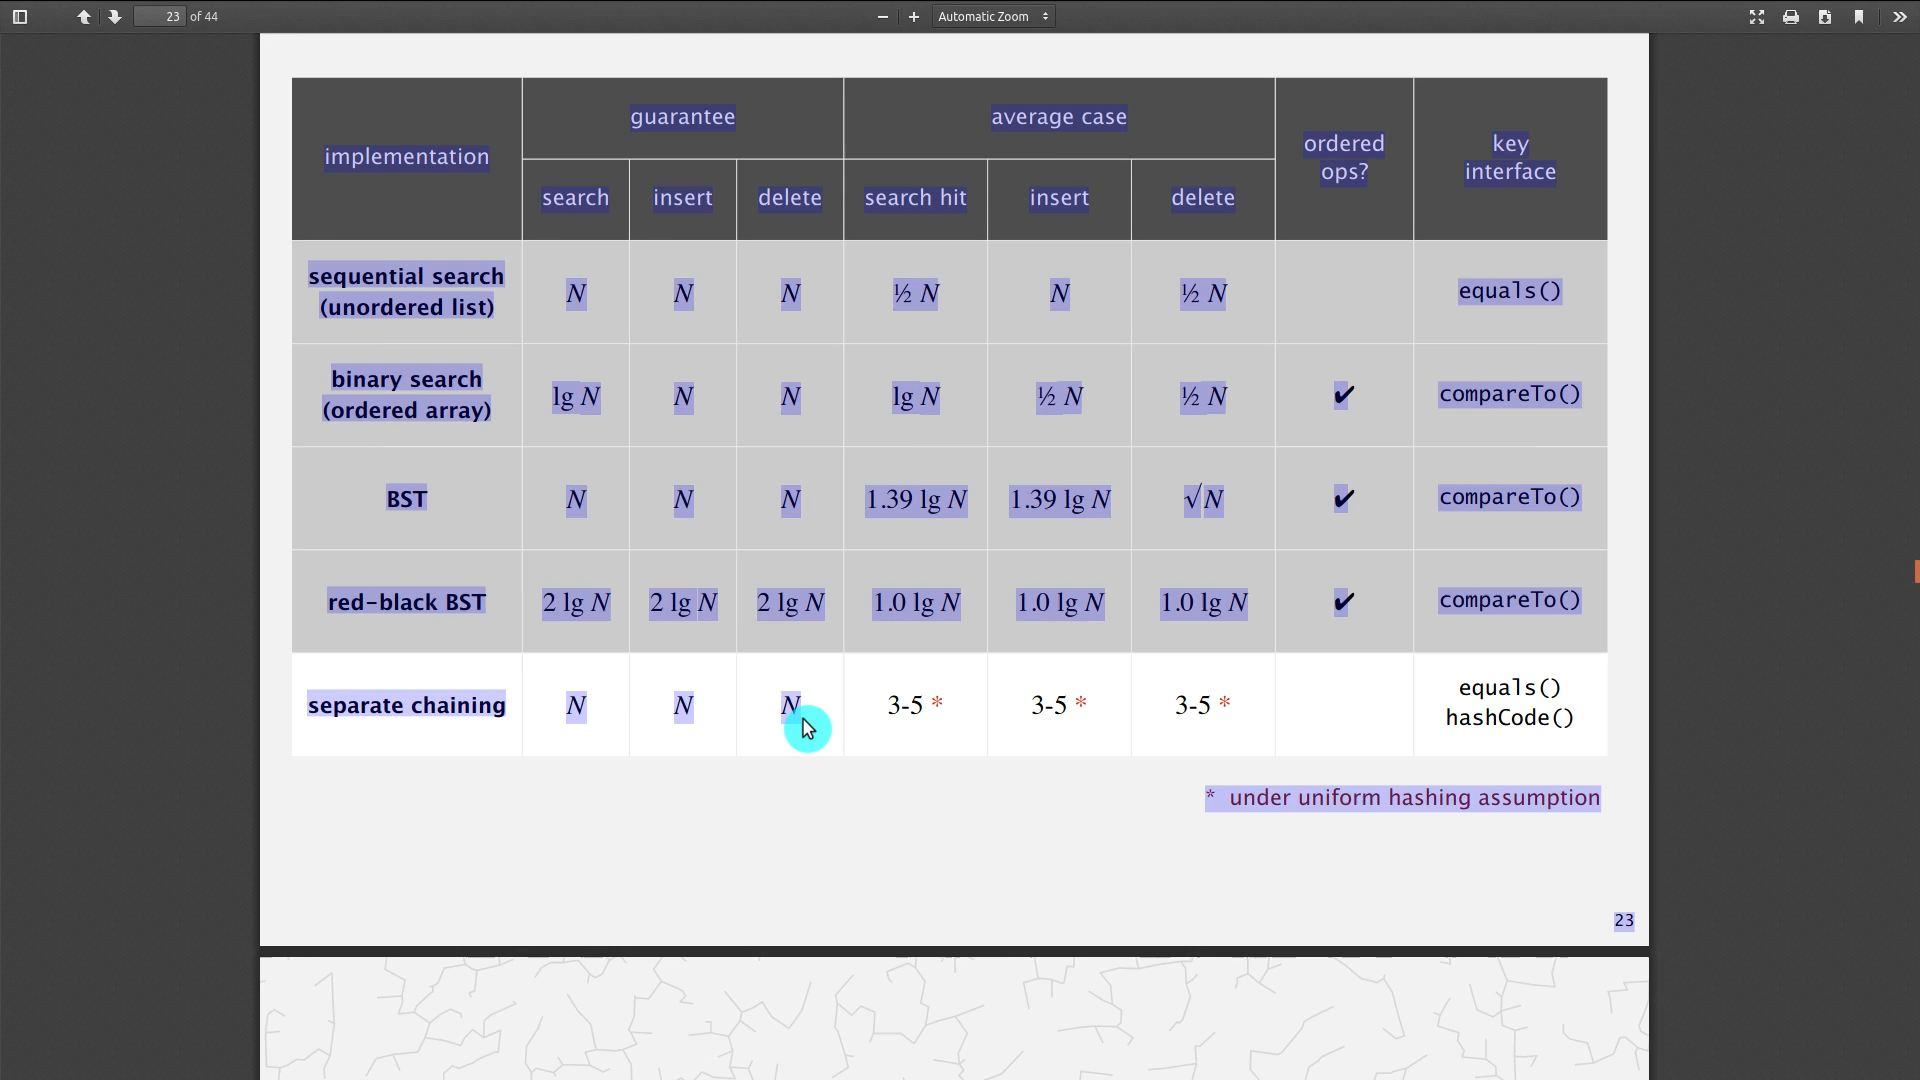 23 of 44 Automatic Zoom
implementation guarantee average case ordered ops? key interface
search insert delete search hit insert delete
sequential search (unordered list) N N N ½ N N ½ N equals()
binary search (ordered array) lg N N N lg N ½ N ½ N ✔ compareTo()
BST N N N 1.39 lg N 1.39 lg N √N ✔ compareTo()
red-black BST 2 lg N 2 lg N 2 lg N 1.0 lg N 1.0 lg N 1.0 lg N ✔ compareTo()
separate chaining N N N 3-5 * 3-5 * 3-5 * equals() hashCode()
* under uniform hashing assumption
23